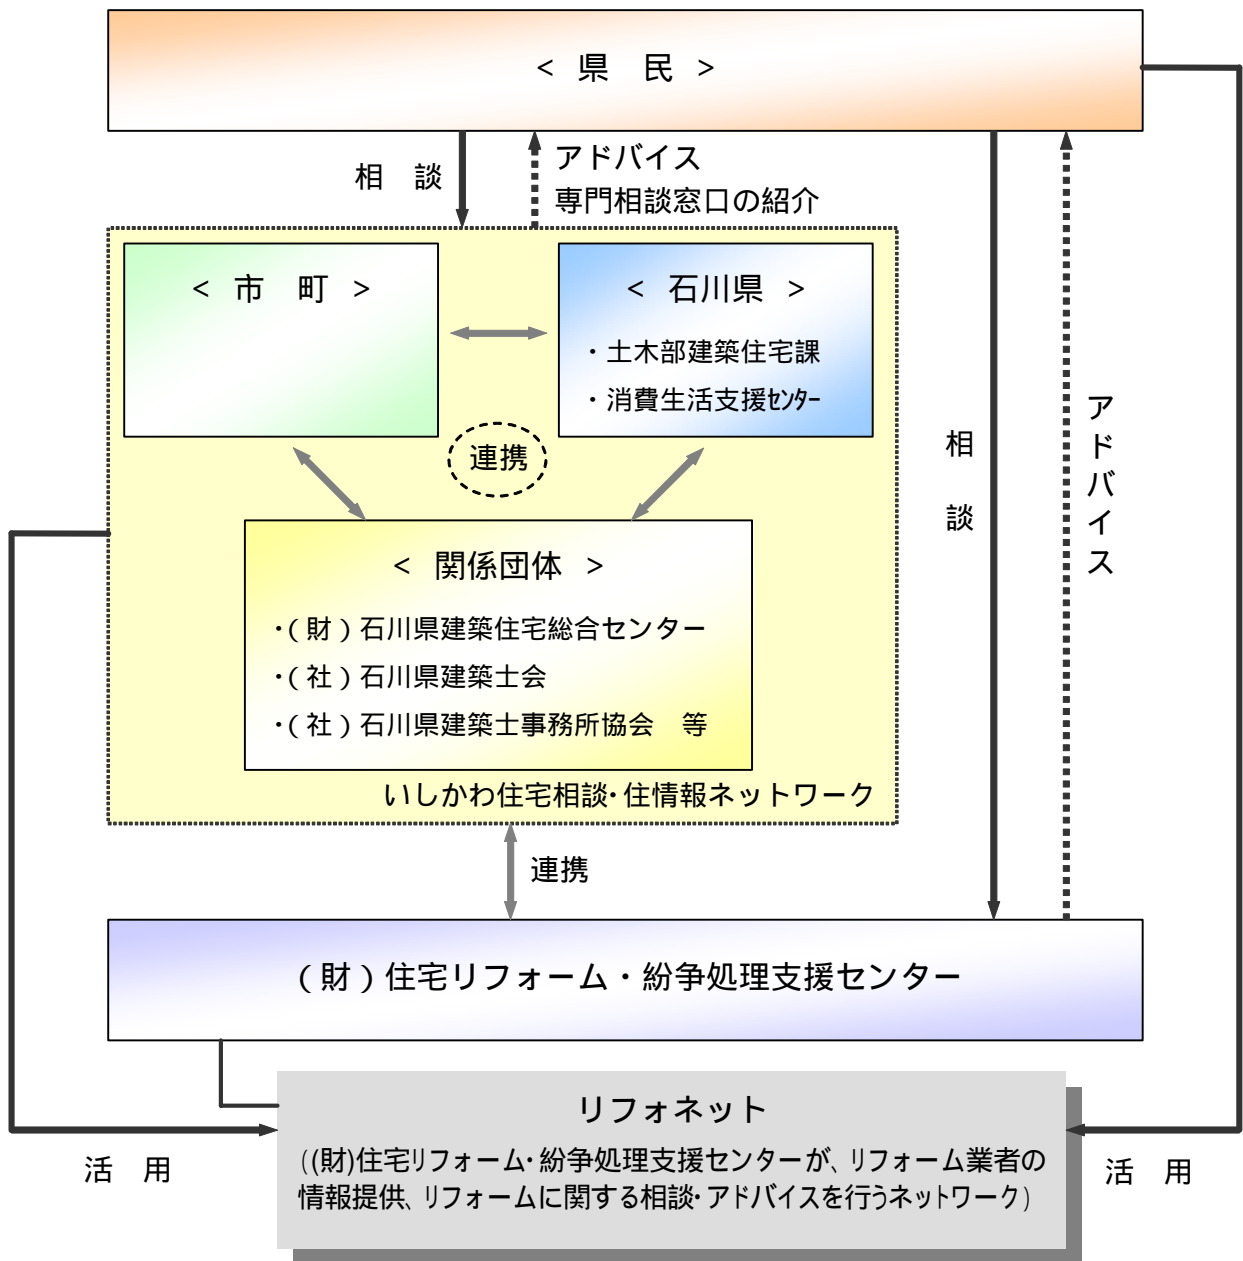 < 県　民 >
相　談
アドバイス
専門相談窓口の紹介
< 市　町 >
< 石川県 >
・土木部建築住宅課
・消費生活支援ｾﾝﾀｰ
連携
< 関係団体 >
・(財)石川県建築住宅総合センター
・(社)石川県建築士会
・(社)石川県建築士事務所協会　等
いしかわ住宅相談・住情報ネットワーク
相　談
アドバイス
連携
(財)住宅リフォーム・紛争処理支援センター
リフォネット
((財)住宅リフォーム・紛争処理支援センターが、リフォーム業者の
情報提供、リフォームに関する相談・アドバイスを行うネットワーク)
活　用
活　用